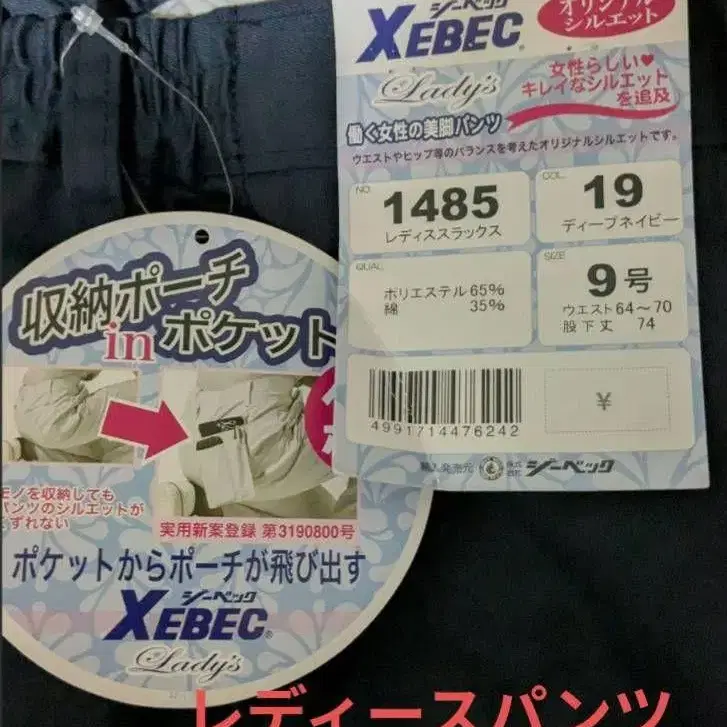 ジーベック
XEBEC®
Lady's
オリジナル
シルエット
女性らしい♥
キレイなシルエット
を追及
働く女性の美脚パンツ
ウエストやヒップ等のバランスを考えたオリジナルシルエットです。
NO.
1485
レディススラックス
COL.
19
ディープネイビー
QUAL.
ポリエステル 65%
綿 35%
SIZE
9号
ウエスト 64～70
股下丈 74
4991714476242
¥
輸入発売元 株式会社 ジーベック
収納ポーチ
in ポケット
モノを収納しても
パンツのシルエットが
くずれない
実用新案登録 第3190800号
ポケットからポーチが飛び出す
ジーベック
XEBEC®
Lady's
レディースパンツ